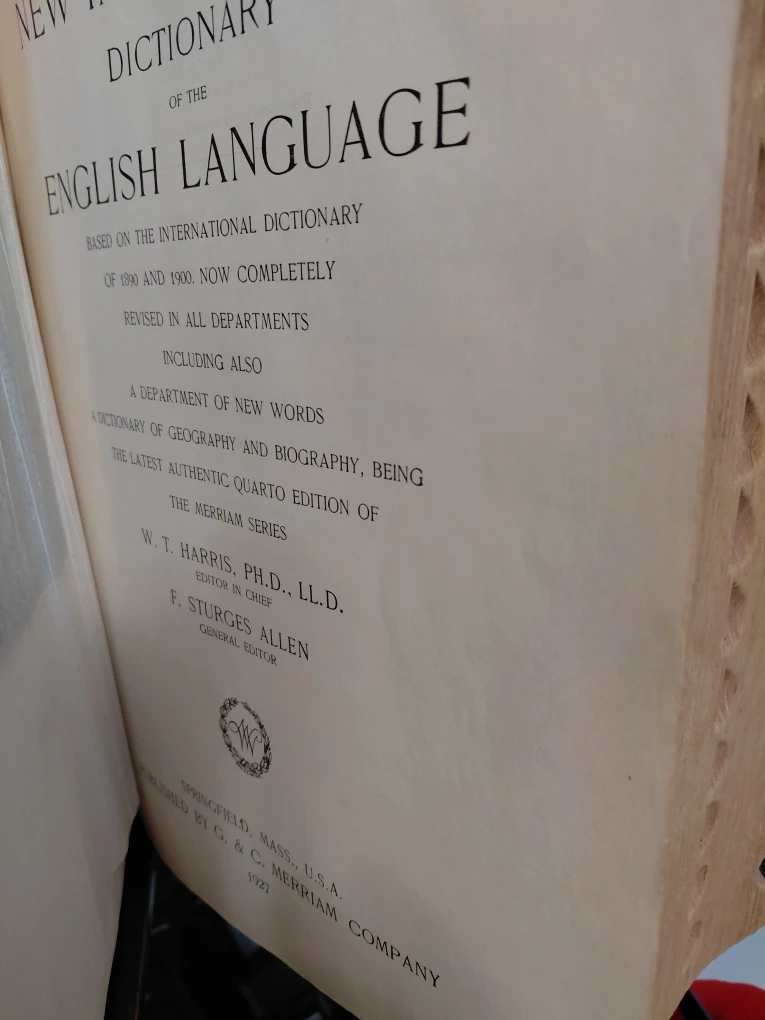 NEW
DICTIONARY
OF THE
ENGLISH LANGUAGE
BASED ON THE INTERNATIONAL DICTIONARY
OF 1890 AND 1900. NOW COMPLETELY
REVISED IN ALL DEPARTMENTS
INCLUDING ALSO
A DEPARTMENT OF NEW WORDS
A DICTIONARY OF GEOGRAPHY AND BIOGRAPHY, BEING
THE LATEST AUTHENTIC QUARTO EDITION OF
THE MERRIAM SERIES
W. T. HARRIS, PH.D., LL.D.
EDITOR IN CHIEF
F. STURGES ALLEN
GENERAL EDITOR
W
SPRINGFIELD, MASS., U.S.A.
PUBLISHED BY G. & C. MERRIAM COMPANY
1927